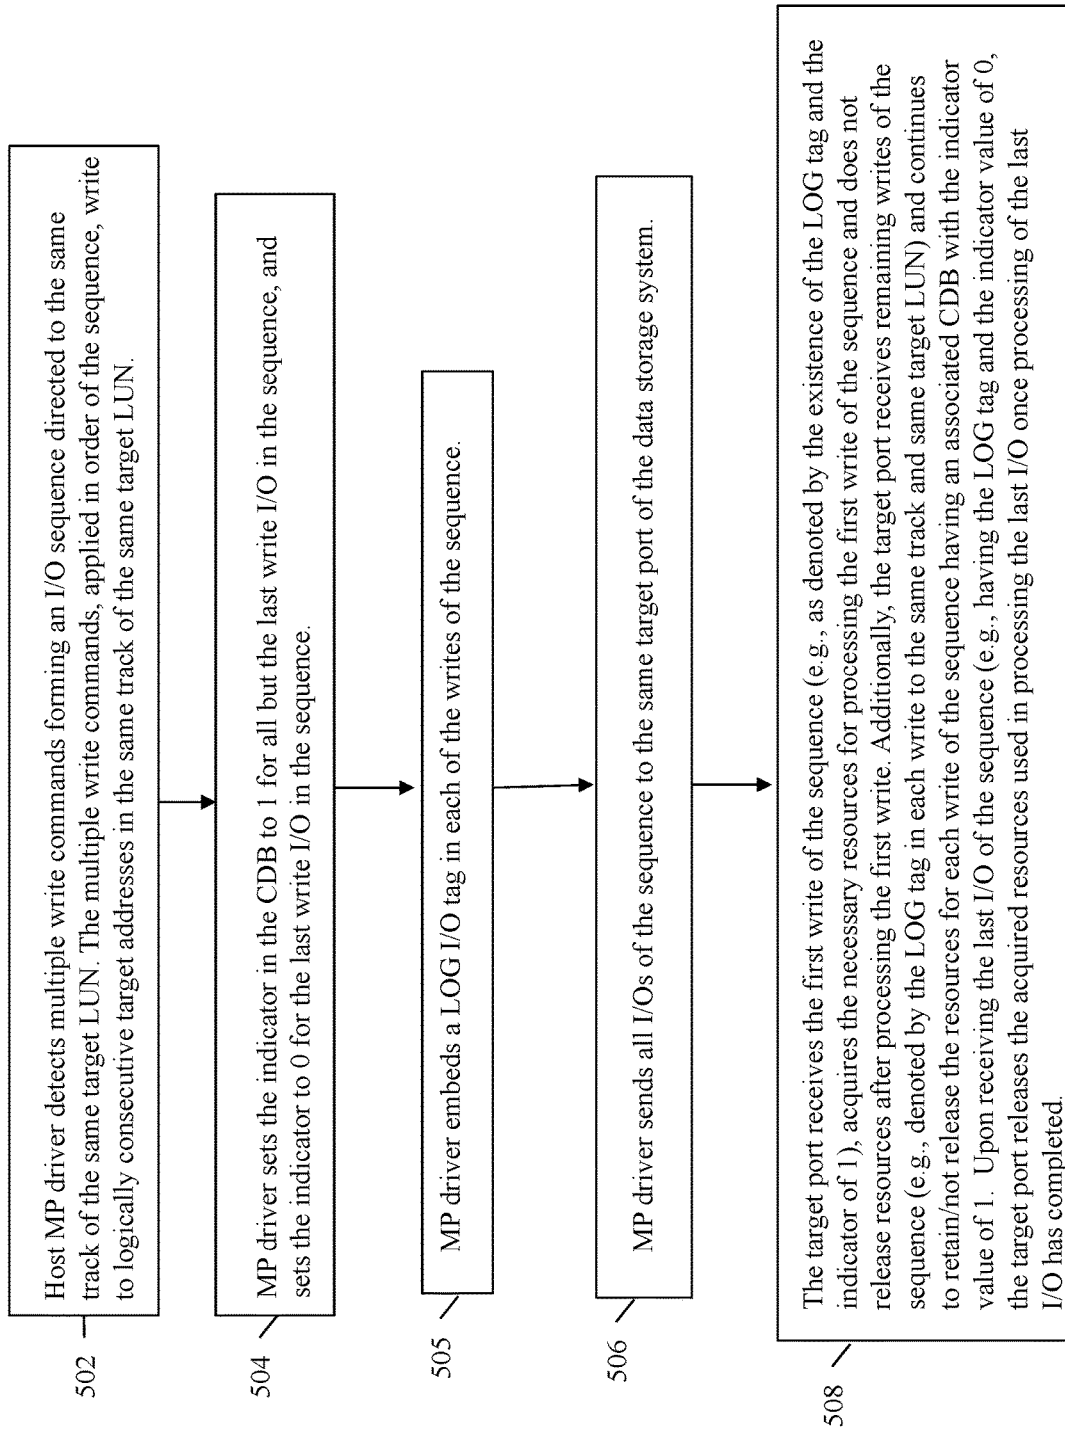 Host MP driver detects multiple write commands forming an I/O sequence directed to the same
track of the same target LUN. The multiple write commands, applied in order of the sequence, write
to logically consecutive target addresses in the same track of the same target LUN.
502
MP driver sets the indicator in the CDB to 1 for all but the last write I/O in the sequence, and
sets the indicator to 0 for the last write I/O in the sequence.
504
MP driver embeds a LOG I/O tag in each of the writes of the sequence.
505
MP driver sends all I/Os of the sequence to the same target port of the data storage system.
506
The target port receives the first write of the sequence (e.g., as denoted by the existence of the LOG tag and the
indicator of 1), acquires the necessary resources for processing the first write of the sequence and does not
release resources after processing the first write. Additionally, the target port receives remaining writes of the
sequence (e.g., denoted by the LOG tag in each write to the same track and same target LUN) and continues
to retain/not release the resources for each write of the sequence having an associated CDB with the indicator
value of 1.  Upon receiving the last I/O of the sequence (e.g., having the LOG tag and the indicator value of 0,
the target port releases the acquired resources used in processing the last I/O once processing of the last
I/O has completed.
508